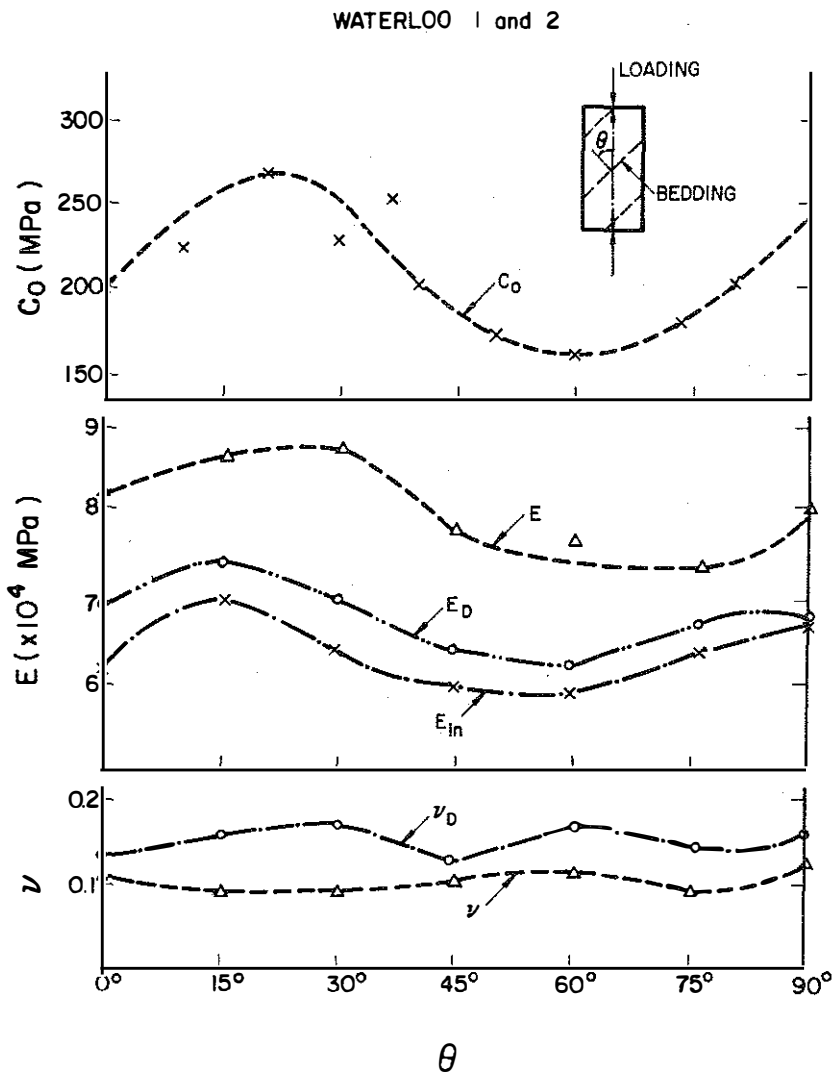 WATERLOO 1 and 2
LOADING
θ
BEDDING
300
250
200
150
C₀ (MPa)
C₀
9
8
7
6
E (x10⁴ MPa)
E
E_D
E_In
0.2
0.1
ν
ν_D
ν
0° 15° 30° 45° 60° 75° 90°
θ